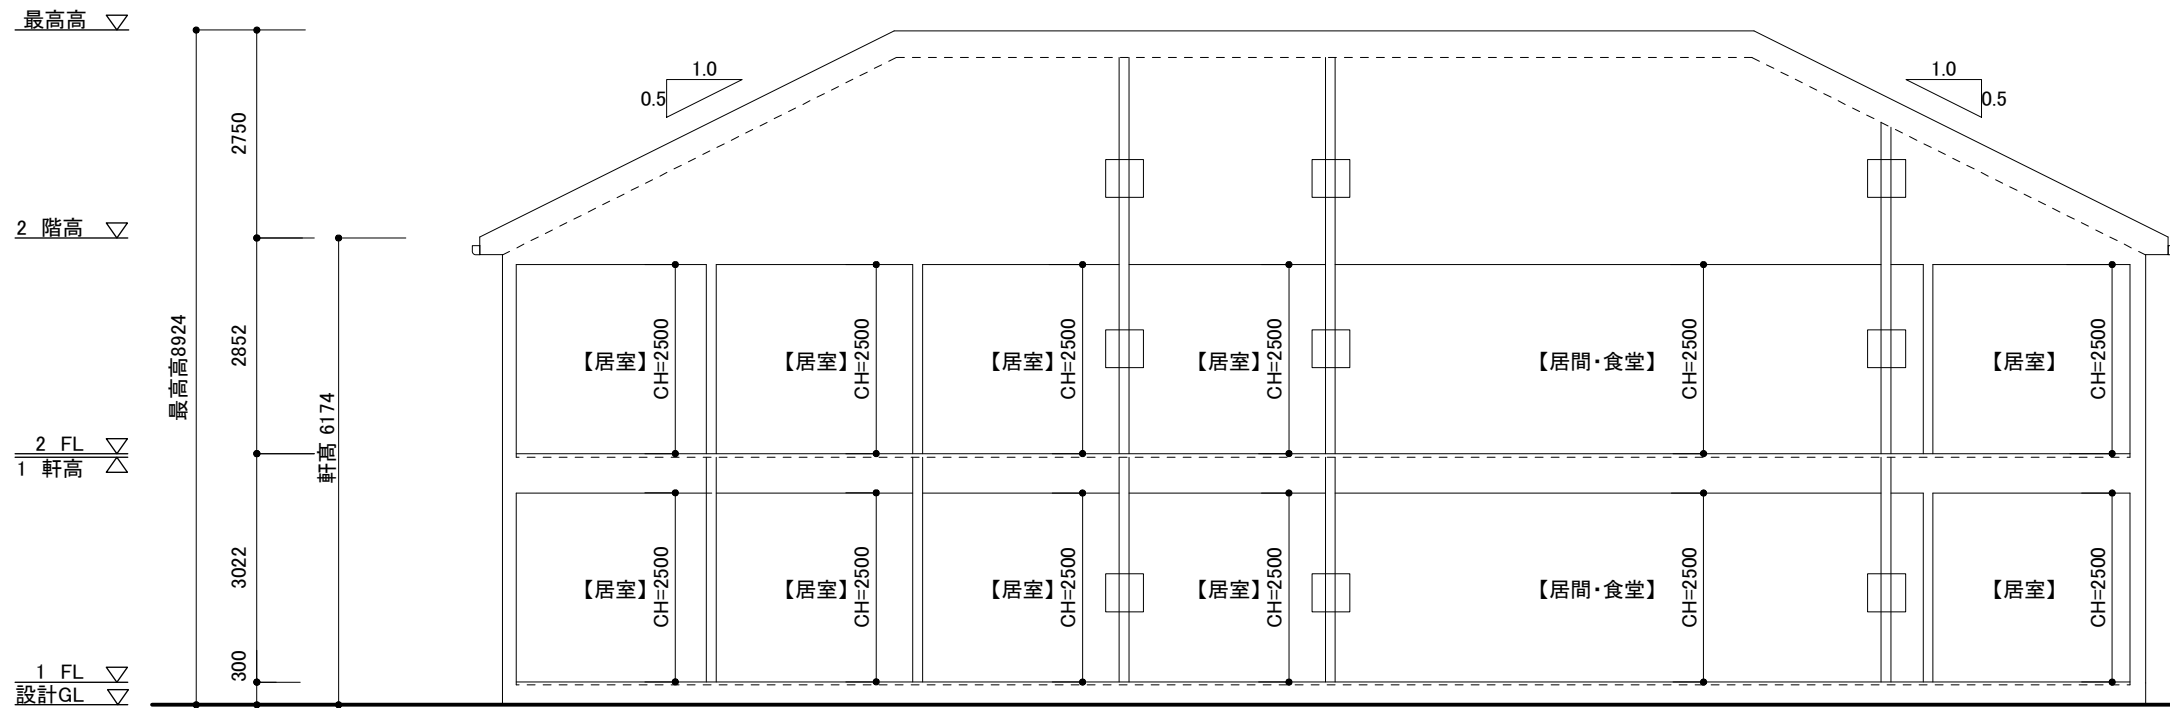 最高高
1.0
0.5
1.0
0.5
2750
2 階高
最高高8924
2852
軒高 6174
【居室】
CH=2500
【居室】
CH=2500
【居室】
CH=2500
【居室】
CH=2500
【居間・食堂】
CH=2500
【居室】
CH=2500
2 FL
1 軒高
3022
【居室】
CH=2500
【居室】
CH=2500
【居室】
CH=2500
【居室】
CH=2500
【居間・食堂】
CH=2500
【居室】
CH=2500
300
1 FL
設計GL